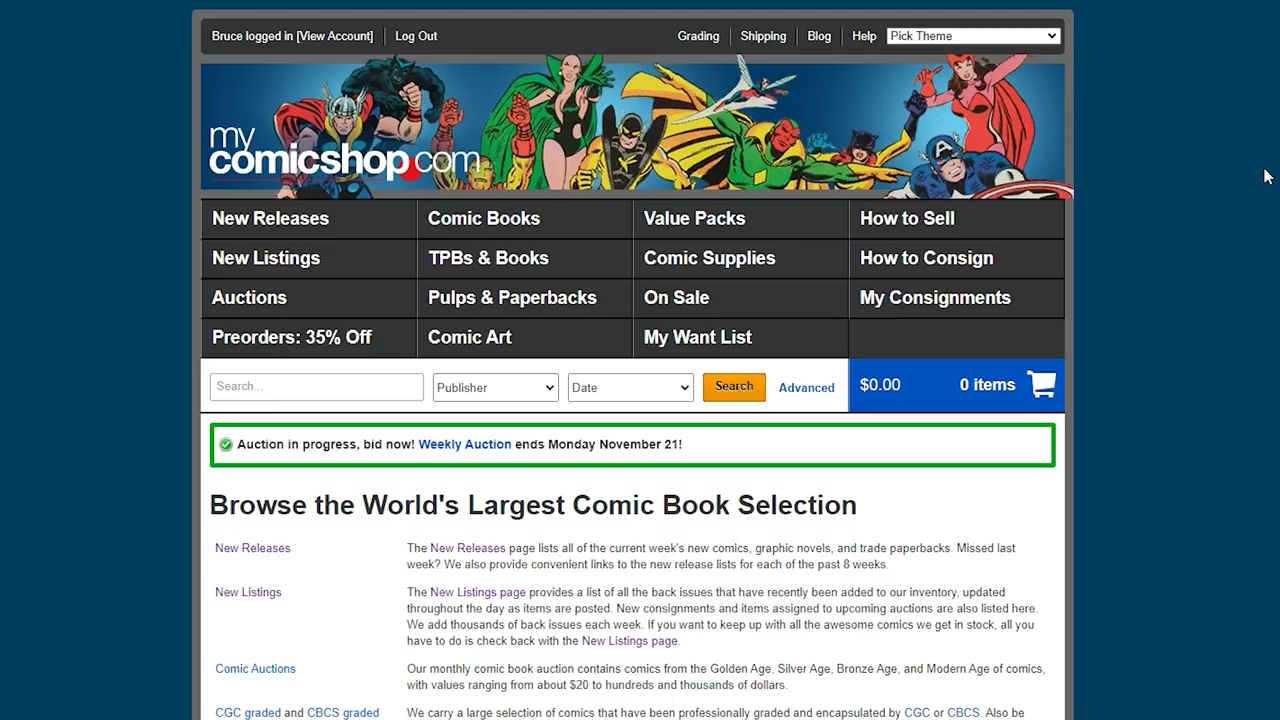 Bruce logged in [View Account] Log Out Grading Shipping Blog Help Pick Theme
my
comicshop.com
A
New Releases Comic Books Value Packs How to Sell
New Listings TPBs & Books Comic Supplies How to Consign
Auctions Pulps & Paperbacks On Sale My Consignments
Preorders: 35% Off Comic Art My Want List
Search... Publisher Date Search Advanced $0.00 0 items
Auction in progress, bid now! Weekly Auction ends Monday November 21!
Browse the World's Largest Comic Book Selection
New Releases The New Releases page lists all of the current week's new comics, graphic novels, and trade paperbacks. Missed last
week? We also provide convenient links to the new release lists for each of the past 8 weeks.
New Listings The New Listings page provides a list of all the back issues that have recently been added to our inventory, updated
throughout the day as items are posted. New consignments and items assigned to upcoming auctions are also listed here.
We add thousands of back issues each week. If you want to keep up with all the awesome comics we get in stock, all you
have to do is check back with the New Listings page.
Comic Auctions Our monthly comic book auction contains comics from the Golden Age, Silver Age, Bronze Age, and Modern Age of comics,
with values ranging from about $20 to hundreds and thousands of dollars.
CGC graded and CBCS graded We carry a large selection of comics that have been professionally graded and encapsulated by CGC or CBCS. Also be